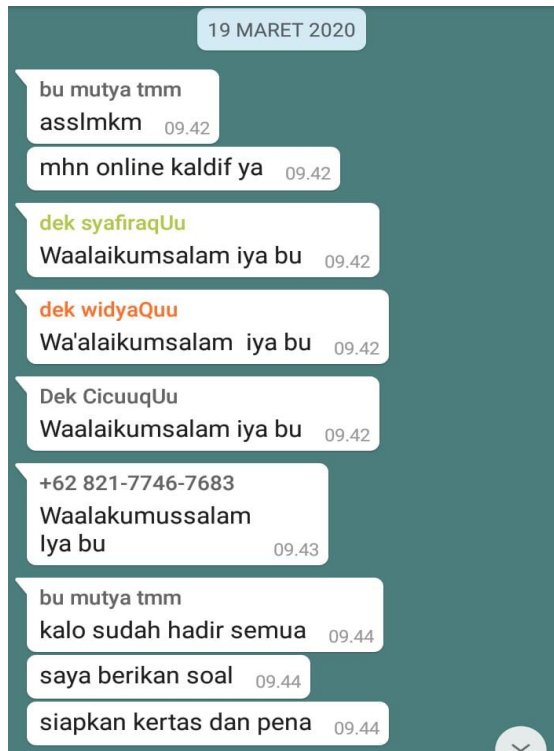 19 MARET 2020
bu mutya tmm
asslmkm 09.42
mhn online kaldif ya 09.42
dek syafiraqUu
Waalaikumsalam iya bu 09.42
dek widyaQuu
Wa'alaikumsalam iya bu 09.42
Dek CicuuqUu
Waalaikumsalam iya bu 09.42
+62 821-7746-7683
Waalakumussalam
Iya bu 09.43
bu mutya tmm
kalo sudah hadir semua 09.44
saya berikan soal 09.44
siapkan kertas dan pena 09.44